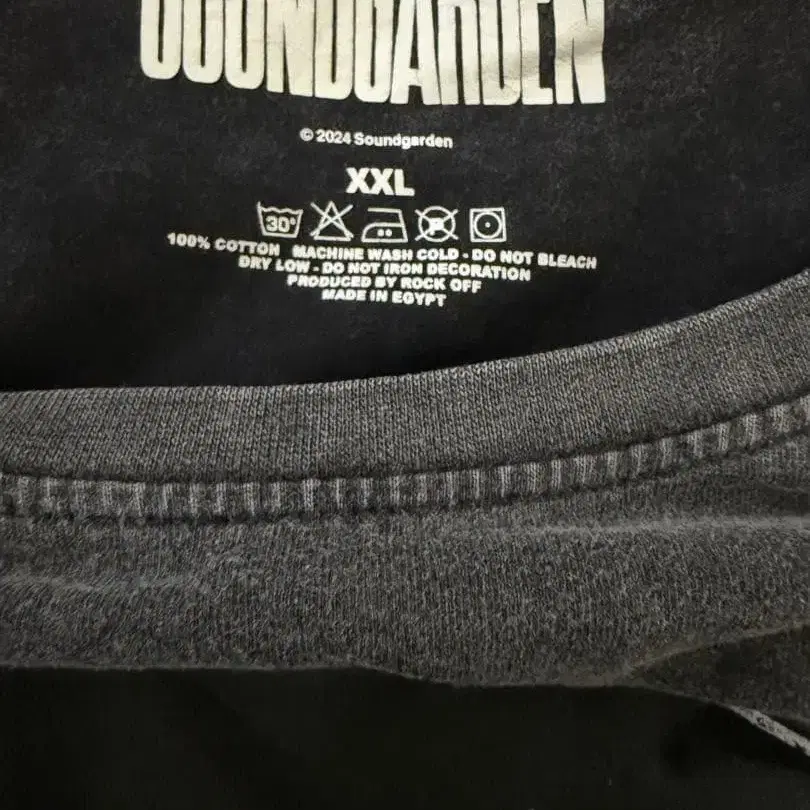 SOUNDGARDEN
© 2024 Soundgarden
XXL
30°
P
100% COTTON MACHINE WASH COLD - DO NOT BLEACH
DRY LOW - DO NOT IRON DECORATION
PRODUCED BY ROCK OFF
MADE IN EGYPT